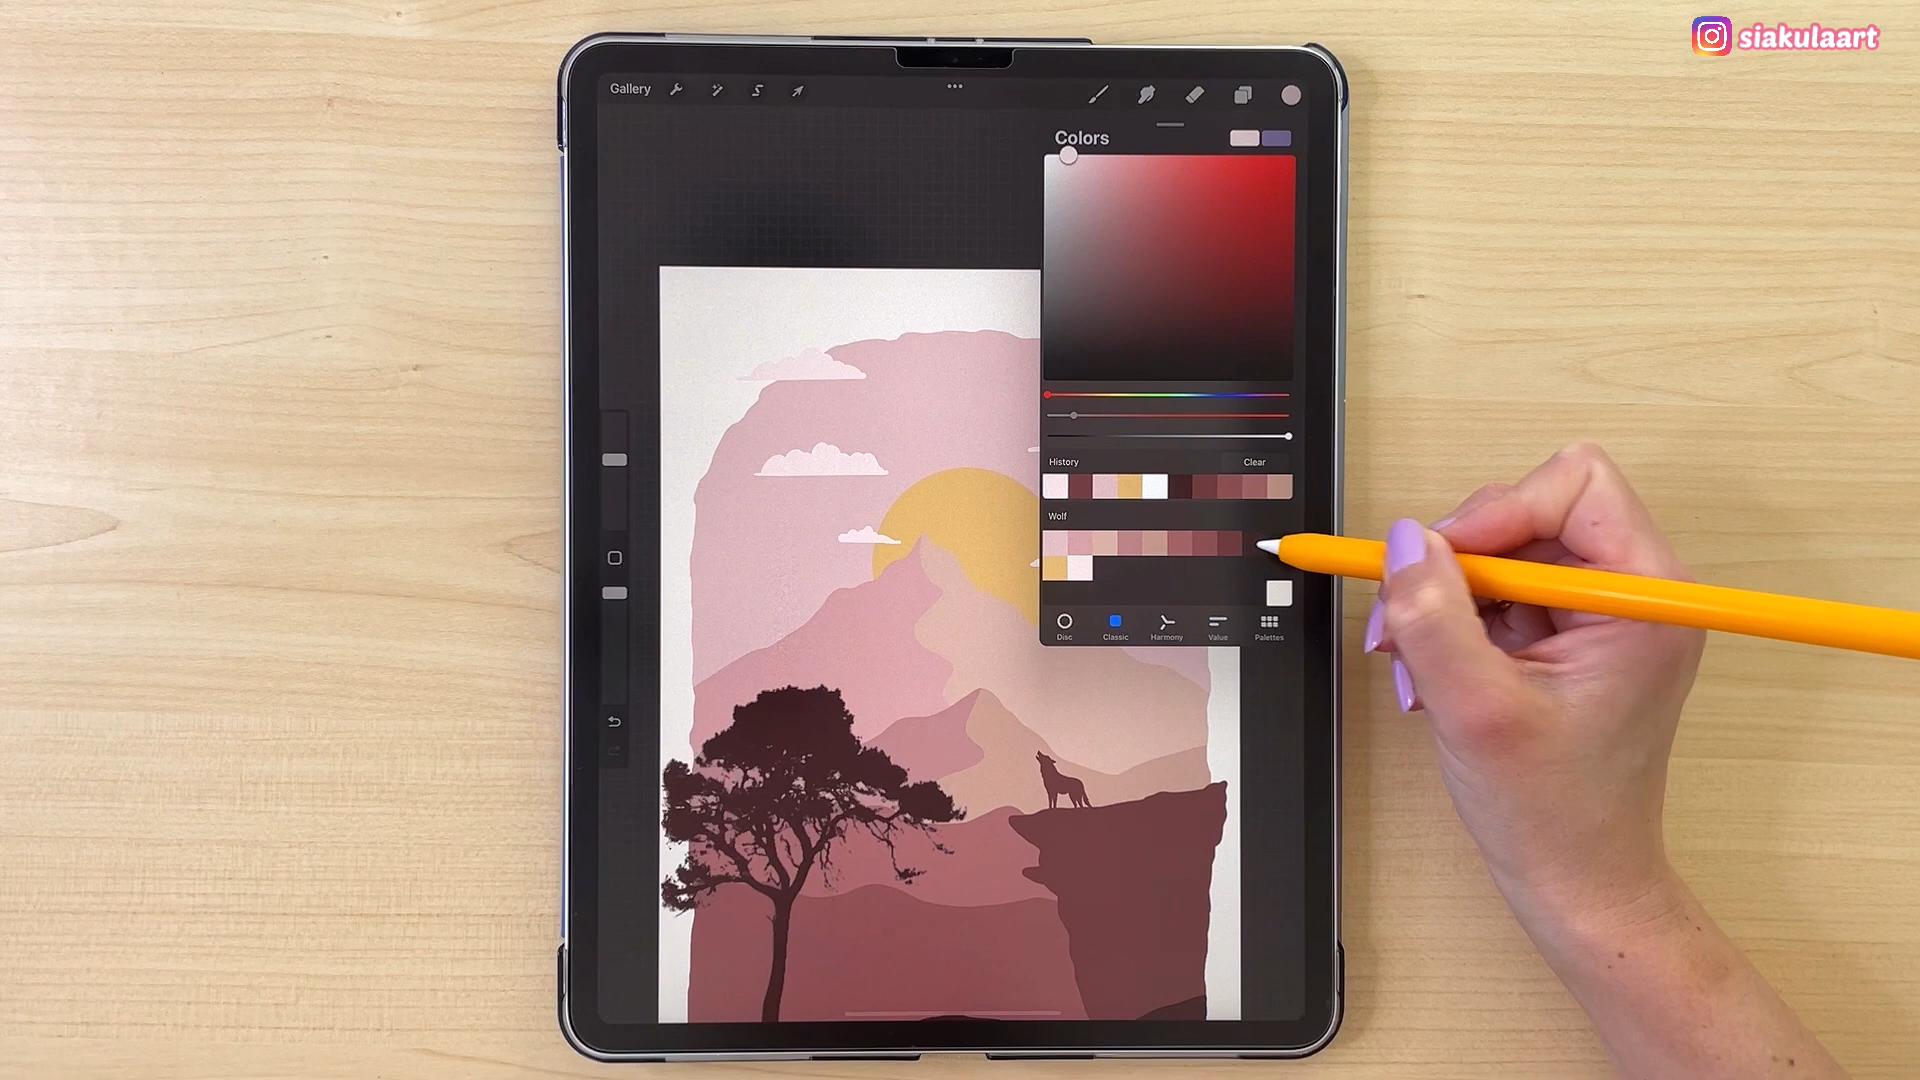 siakulaart
Gallery
Colors
History Clear
Wolf
Disc Classic Harmony Value Palettes